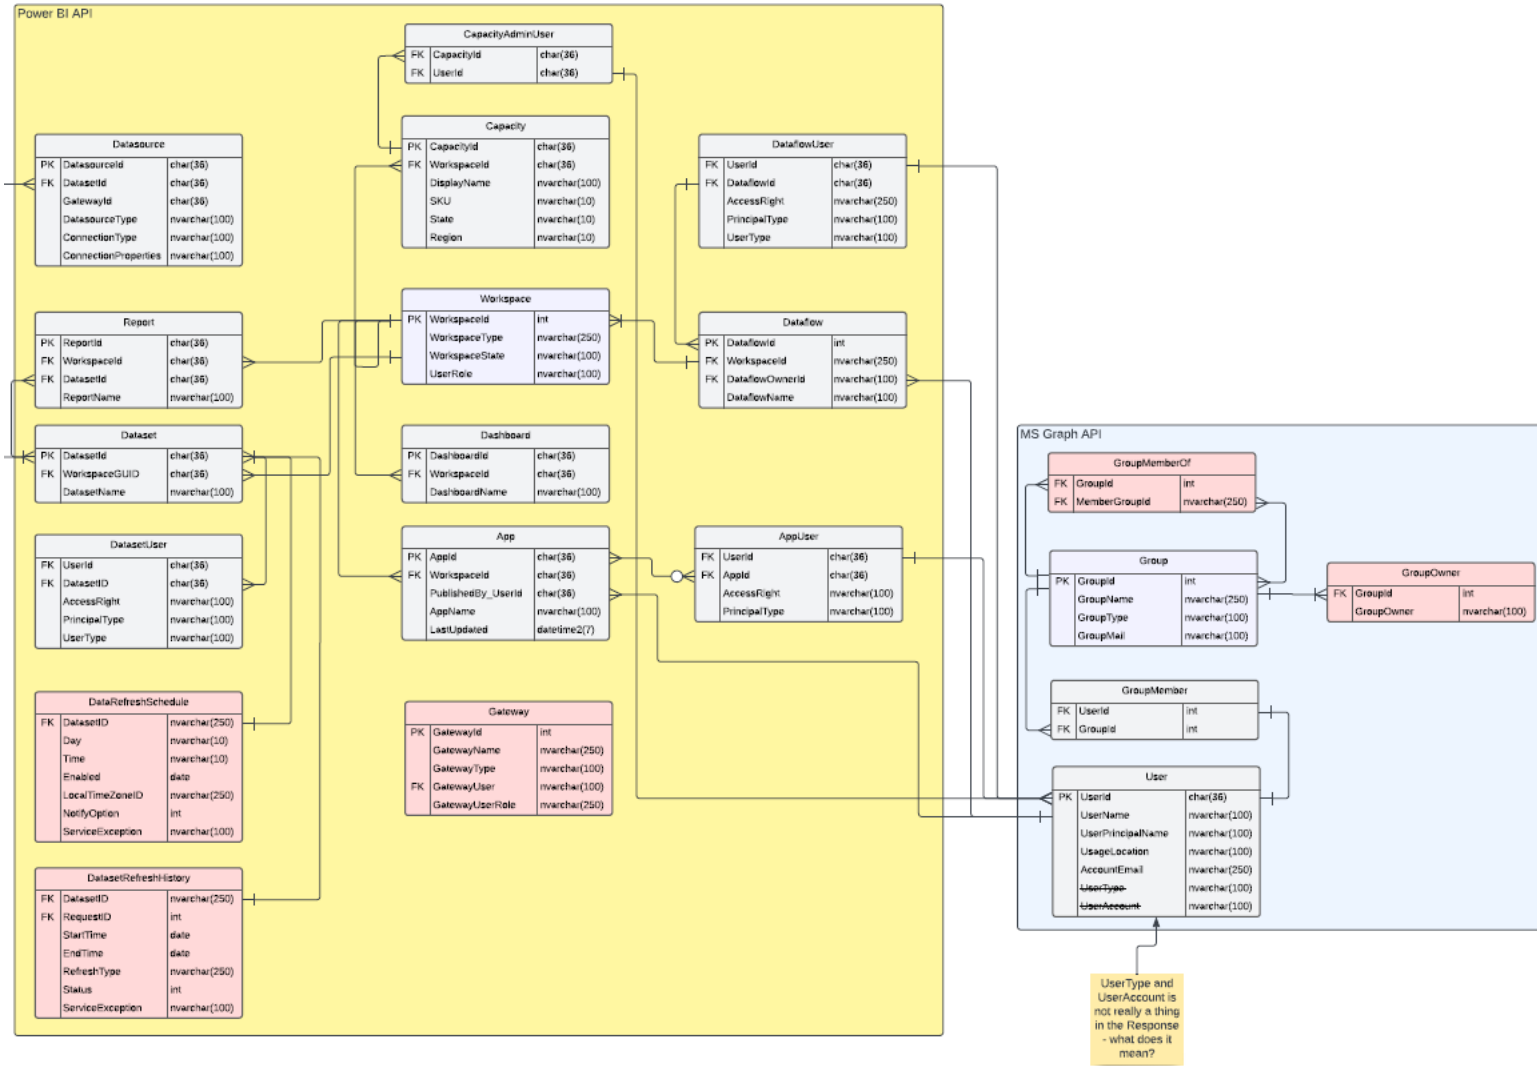 Power BI API
CapacityAdminUser
FK CapacityId char(36)
FK UserId char(36)
Capacity
PK CapacityId char(36)
FK WorkspaceId char(36)
DisplayName nvarchar(100)
SKU nvarchar(10)
State nvarchar(10)
Region nvarchar(10)
Datasource
PK DatasourceId char(36)
FK DatasetId char(36)
GatewayId char(36)
DatasourceType nvarchar(100)
ConnectionType nvarchar(100)
ConnectionProperties nvarchar(100)
DataflowUser
FK UserId char(36)
FK DataflowId char(36)
AccessRight nvarchar(250)
PrincipalType nvarchar(100)
UserType nvarchar(100)
Report
PK ReportId char(36)
FK WorkspaceId char(36)
FK DatasetId char(36)
ReportName nvarchar(100)
Workspace
PK WorkspaceId int
WorkspaceType nvarchar(250)
WorkspaceState nvarchar(100)
UserRole nvarchar(100)
Dataflow
PK DataflowId int
FK WorkspaceId nvarchar(250)
FK DataflowOwnerId nvarchar(100)
DataflowName nvarchar(100)
Dataset
PK DatasetId char(36)
FK WorkspaceGUID char(36)
DatasetName nvarchar(100)
Dashboard
PK DashboardId char(36)
FK WorkspaceId char(36)
DashboardName nvarchar(100)
DatasetUser
FK UserId char(36)
FK DatasetID char(36)
AccessRight nvarchar(100)
PrincipalType nvarchar(100)
UserType nvarchar(100)
App
PK AppId char(36)
FK WorkspaceId char(36)
PublishedBy_UserId char(36)
AppName nvarchar(100)
LastUpdated datetime2(7)
AppUser
FK UserId char(36)
FK AppId char(36)
AccessRight nvarchar(100)
PrincipalType nvarchar(100)
DataRefreshSchedule
FK DatasetID nvarchar(250)
Day nvarchar(10)
Time nvarchar(10)
Enabled date
LocalTimeZoneID nvarchar(250)
NotifyOption int
ServiceException nvarchar(100)
Gateway
PK GatewayId int
GatewayName nvarchar(250)
GatewayType nvarchar(100)
FK GatewayUser nvarchar(100)
GatewayUserRole nvarchar(250)
DatasetRefreshHistory
FK DatasetID nvarchar(250)
FK RequestID int
StartTime date
EndTime date
RefreshType nvarchar(250)
Status int
ServiceException nvarchar(100)
MS Graph API
GroupMemberOf
FK GroupId int
FK MemberGroupId nvarchar(250)
Group
PK GroupId int
GroupName nvarchar(250)
GroupType nvarchar(100)
GroupMail nvarchar(100)
GroupOwner
FK GroupId int
GroupOwner nvarchar(100)
GroupMember
FK UserId int
FK GroupId int
User
PK UserId char(36)
UserName nvarchar(100)
UserPrincipalName nvarchar(100)
UsageLocation nvarchar(100)
AccountEmail nvarchar(250)
UserType nvarchar(100)
UserAccount nvarchar(100)
UserType and
UserAccount is
not really a thing
in the Response
- what does it
mean?